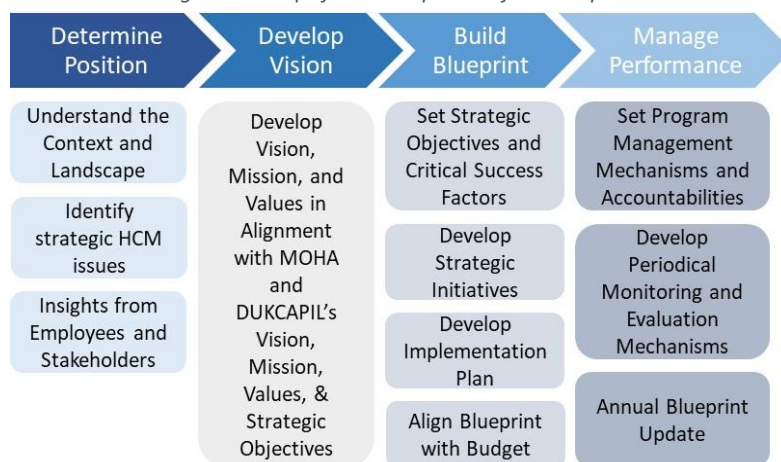 Determine
Position
Develop
Vision
Build
Blueprint
Manage
Performance
Understand the
Context and
Landscape
Identify
strategic HCM
issues
Insights from
Employees and
Stakeholders
Develop
Vision,
Mission, and
Values in
Alignment
with MOHA
and
DUKCAPIL’s
Vision,
Mission,
Values, &
Strategic
Objectives
Set Strategic
Objectives and
Critical Success
Factors
Develop
Strategic
Initiatives
Develop
Implementation
Plan
Align Blueprint
with Budget
Set Program
Management
Mechanisms and
Accountabilities
Develop
Periodical
Monitoring and
Evaluation
Mechanisms
Annual Blueprint
Update